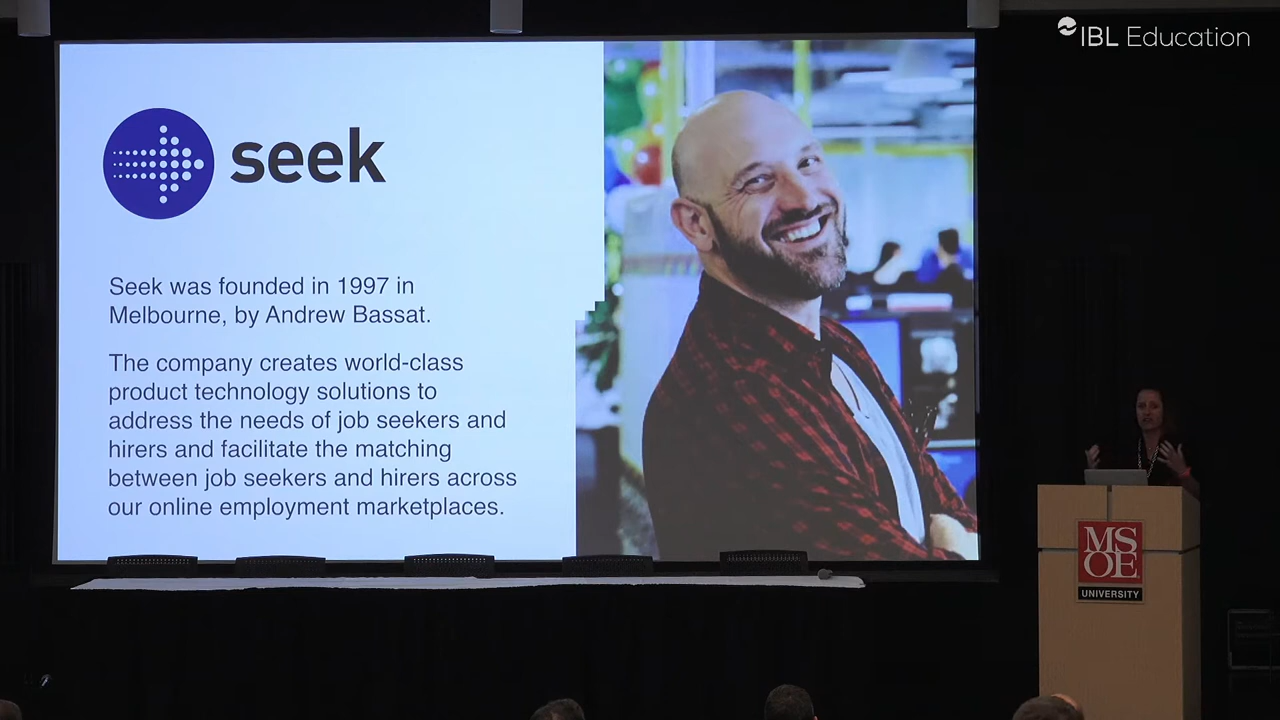 IBL Education
seek
Seek was founded in 1997 in
Melbourne, by Andrew Bassat.
The company creates world-class
product technology solutions to
address the needs of job seekers and
hirers and facilitate the matching
between job seekers and hirers across
our online employment marketplaces.
MS
OE
UNIVERSITY